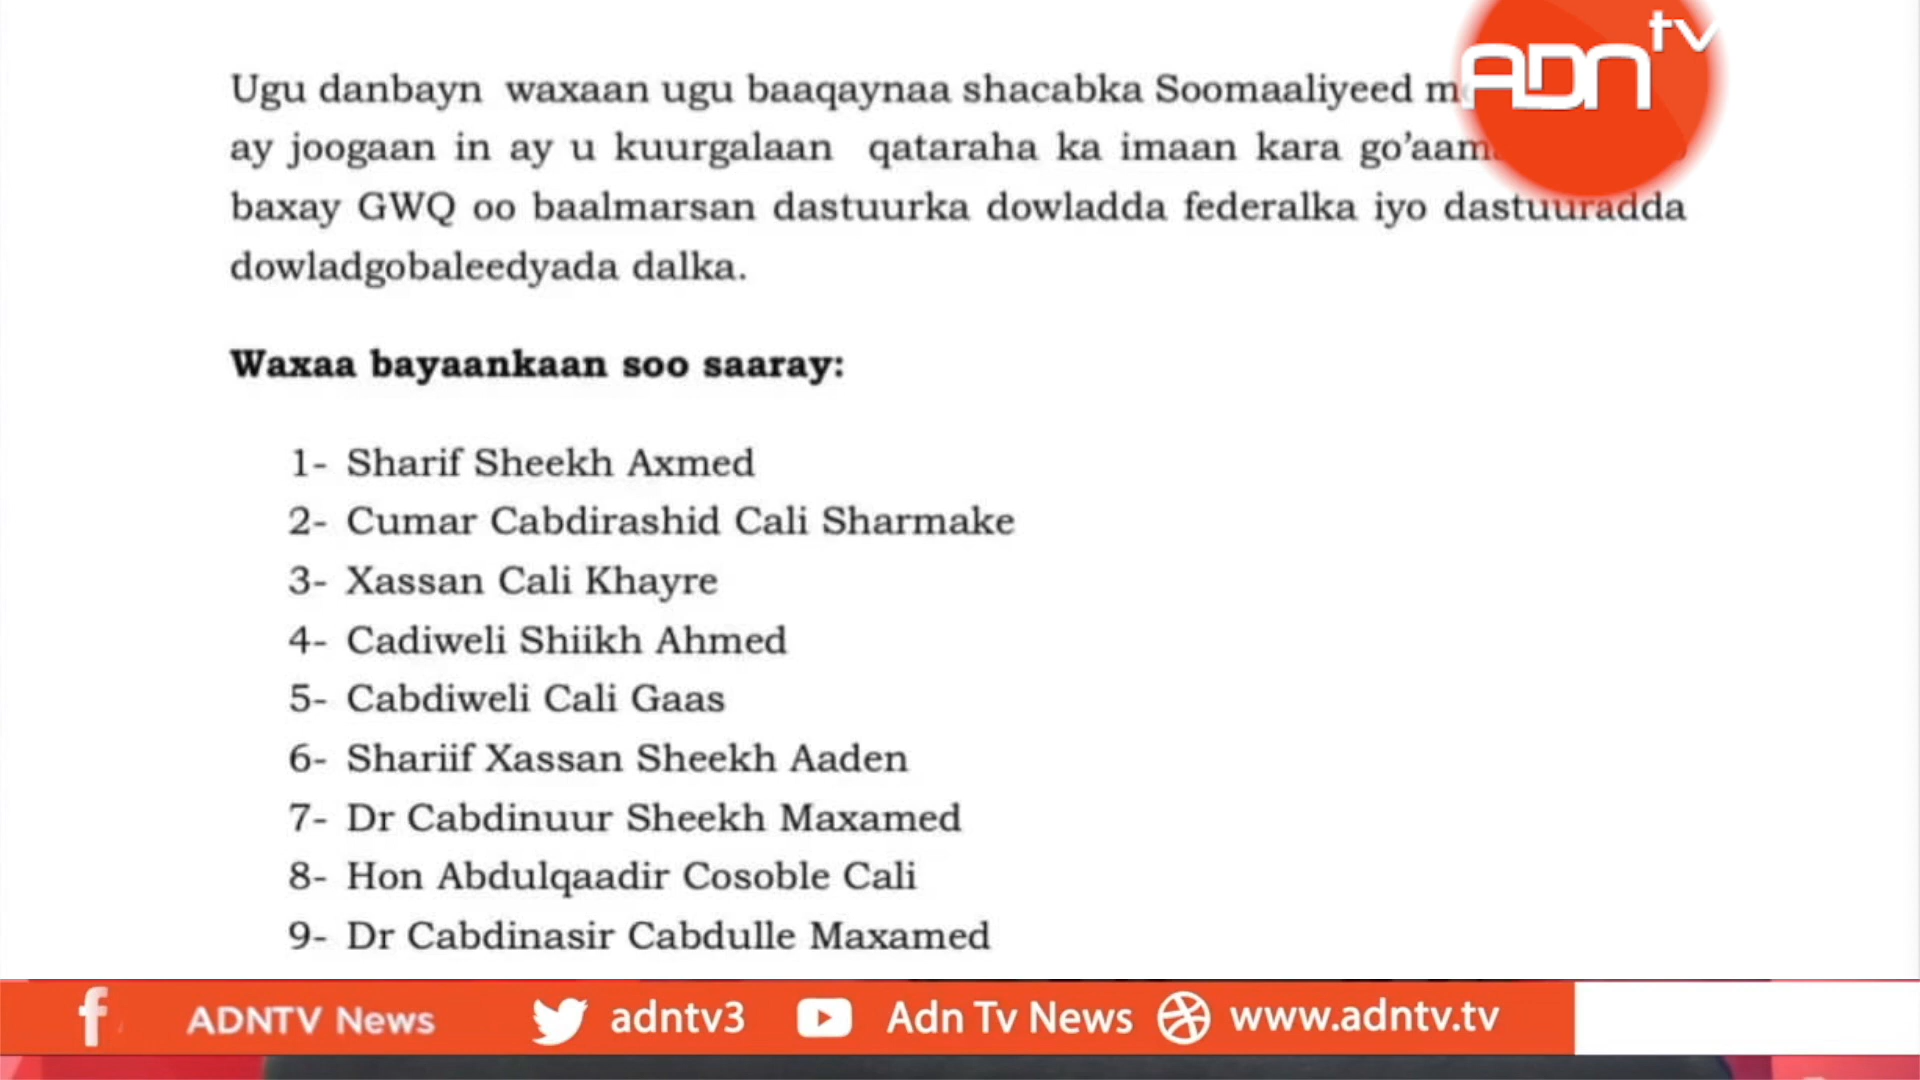 Ugu danbayn waxaan ugu baaqaynaa shacabka Soomaaliyeed
ay joogaan in ay u kuurgalaan qataraha ka imaan kara
baxay GWQ oo baalmarsan dastuurka dowladda federalka iyo dastuuradda
dowladgobaleedyada dalka.
Waxaa bayaankaan soo saaray:
1- Sharif Sheekh Axmed
2- Cumar Cabdirashid Cali Sharmake
3- Xassan Cali Khayre
4- Cadiweli Shiikh Ahmed
5- Cabdiweli Cali Gaas
6- Shariif Xassan Sheekh Aaden
7- Dr Cabdinuur Sheekh Maxamed
8- Hon Abdulqaadir Cosoble Cali
9- Dr Cabdinasir Cabdulle Maxamed
ADN tv
f ADNTV News adntv3 Adn Tv News www.adntv.tv